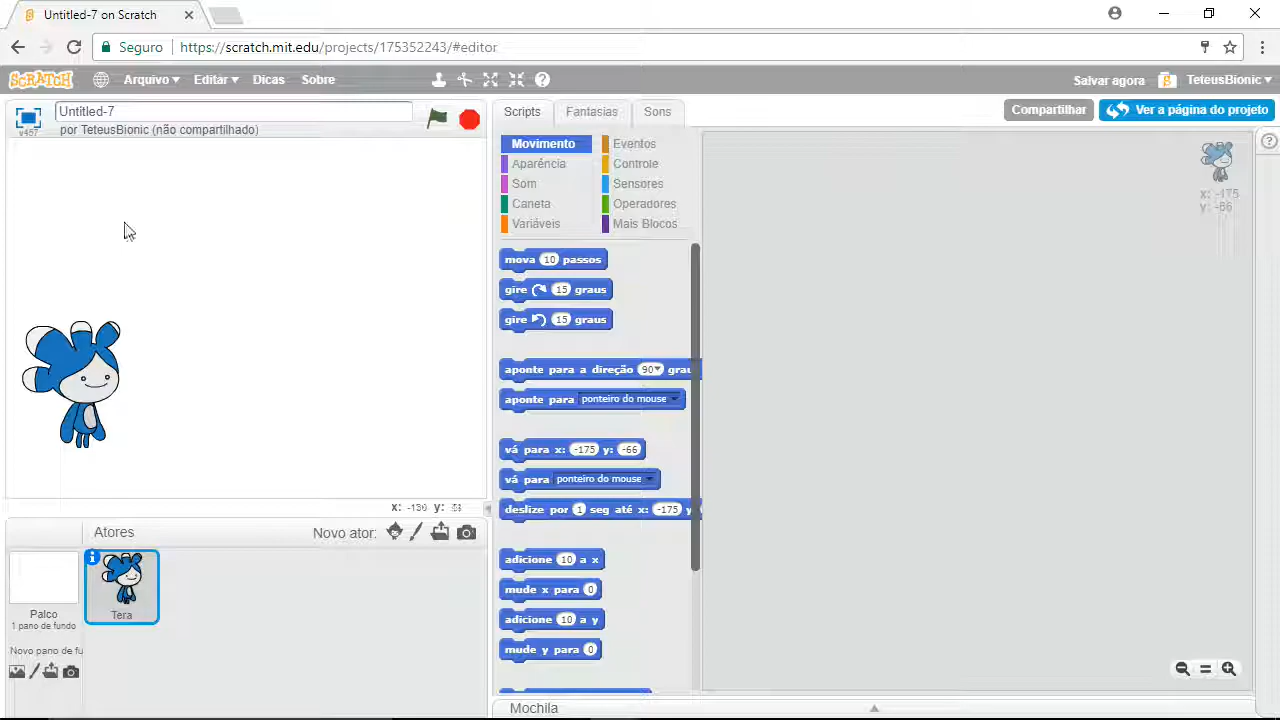 Untitled-7 on Scratch
Seguro https://scratch.mit.edu/projects/175352243/#editor
SCRATCH Arquivo Editar Dicas Sobre Salvar agora TeteusBionic
Untitled-7
v457 por TeteusBionic (não compartilhado)
Scripts Fantasias Sons Compartilhar Ver a página do projeto
Movimento Eventos
Aparência Controle
Som Sensores
Caneta Operadores
Variáveis Mais Blocos
x: -175
y: -66
mova 10 passos
gire 15 graus
gire 15 graus
aponte para a direção 90 grau
aponte para ponteiro do mouse
vá para x: -175 y: -66
vá para ponteiro do mouse
deslize por 1 seg até x: -175 y
adicione 10 a x
mude x para 0
adicione 10 a y
mude y para 0
x: y:
Atores Novo ator:
Palco
1 pano de fundo
Tera
Novo pano de fu
Mochila